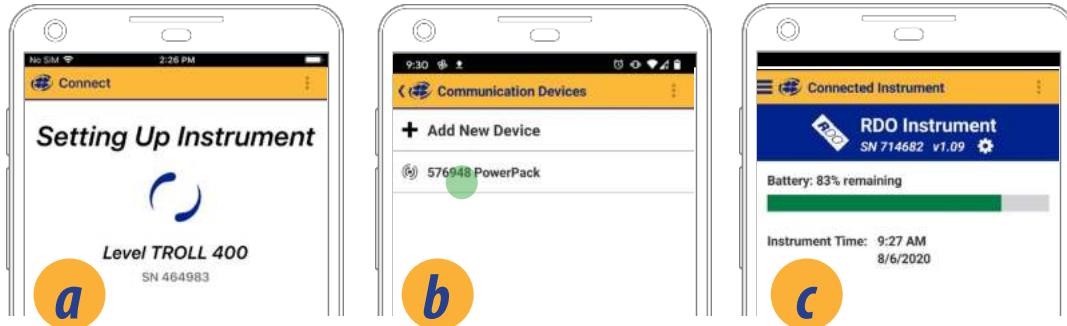 No SIM 2:26 PM
Connect
Setting Up Instrument
Level TROLL 400
SN 464983
a
9:30
Communication Devices
Add New Device
576948 PowerPack
b
Connected Instrument
RDO
RDO Instrument
SN 714682 v1.09
Battery: 83% remaining
Instrument Time: 9:27 AM
8/6/2020
c